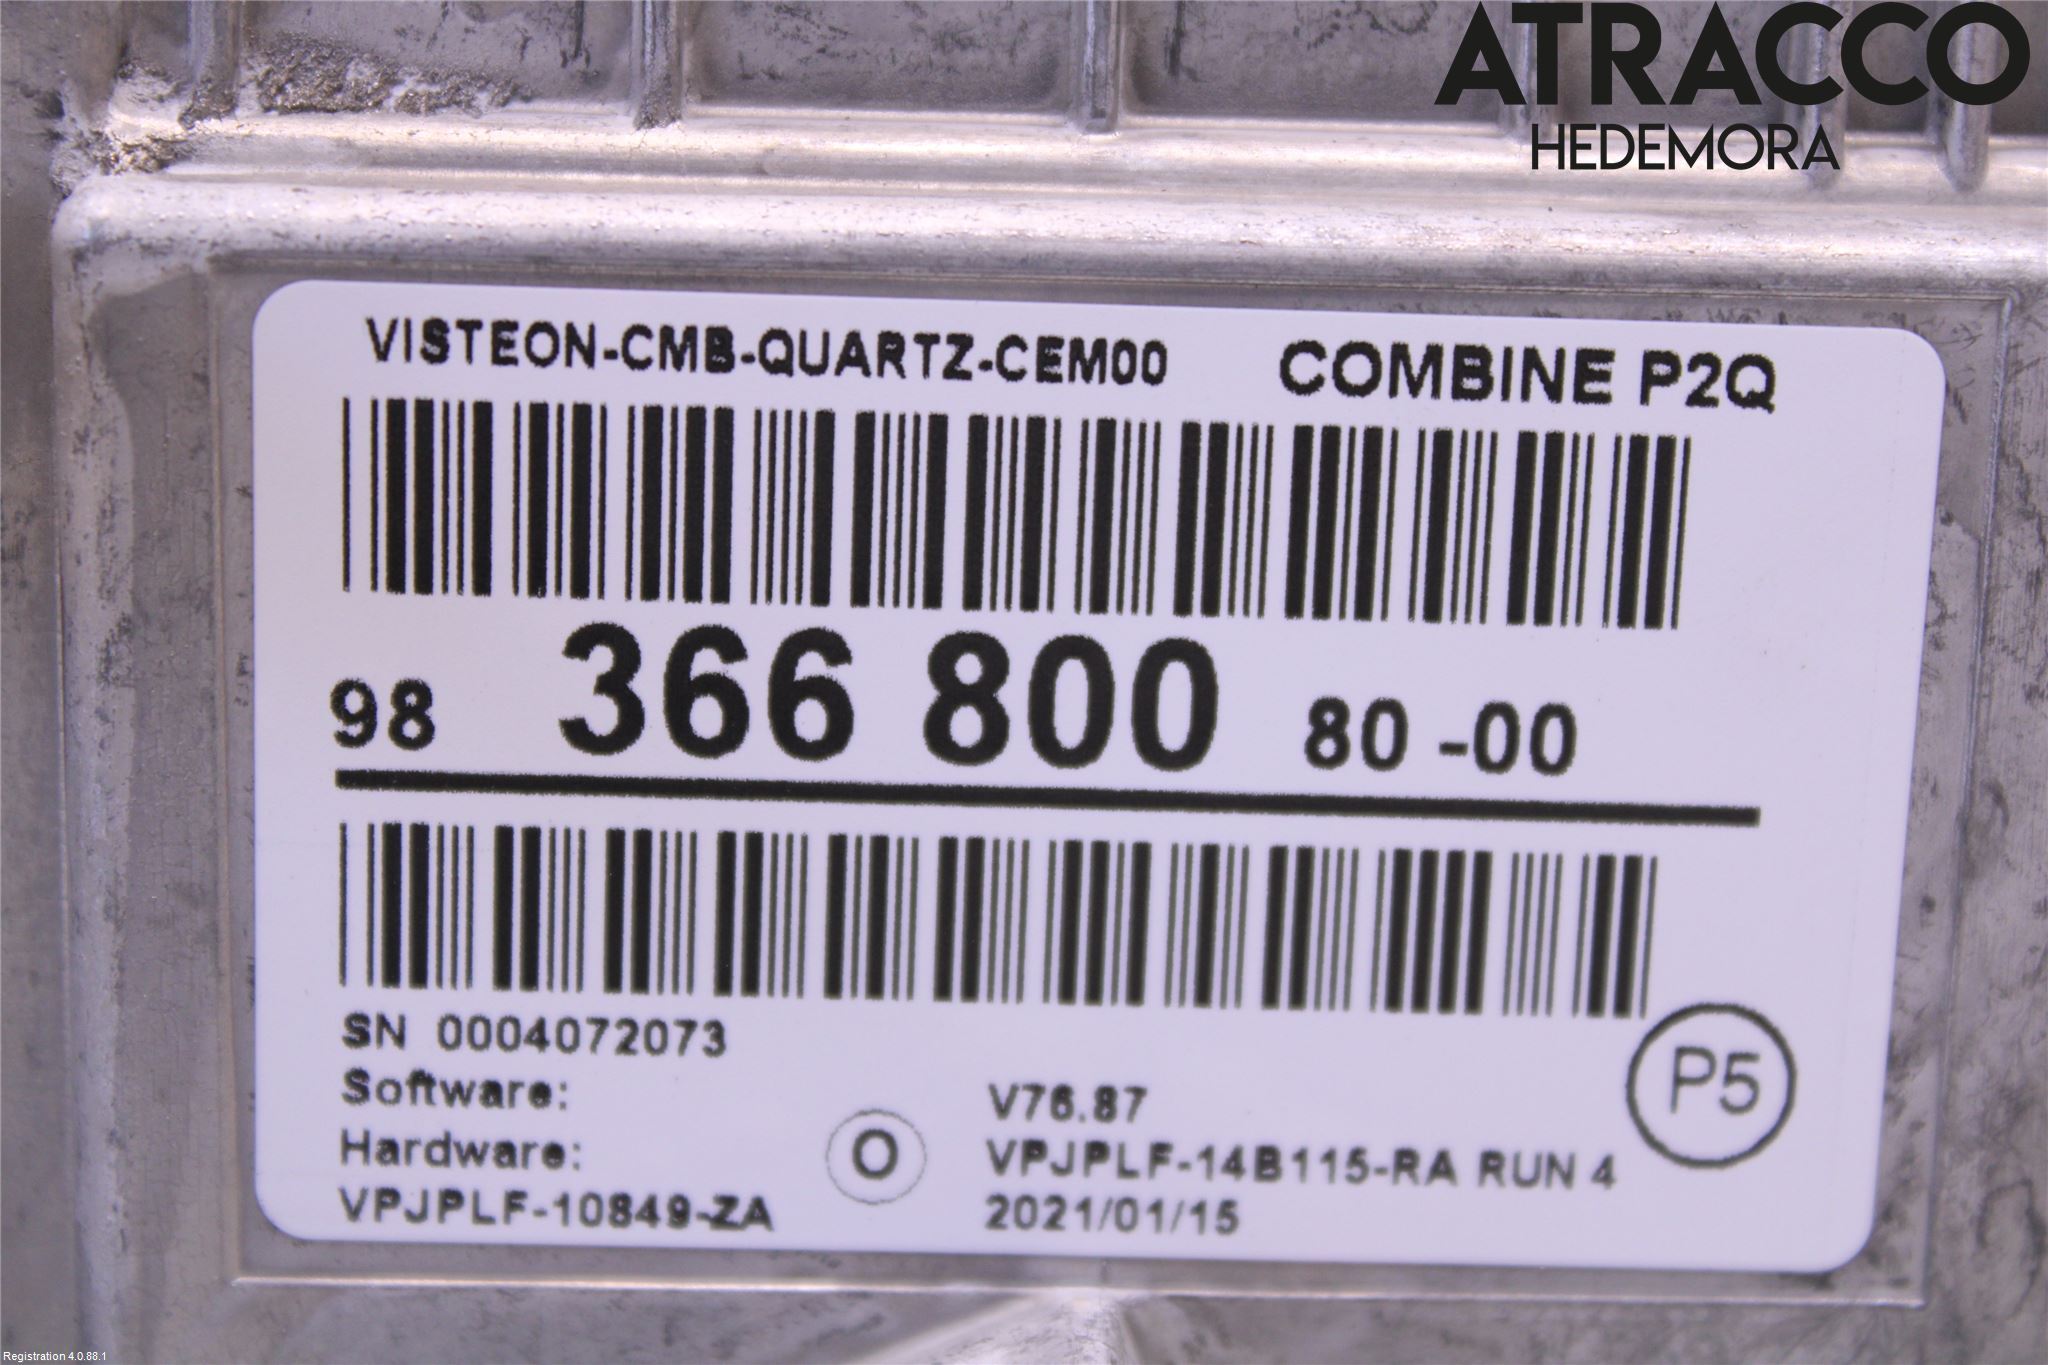 ATRACCO
HEDEMORA
VISTEON-CMB-QUARTZ-CEM00 COMBINE P2Q
98 366 800 80 -00
SN 0004072073
Software: V76.87
Hardware: VPJPLF-14B115-RA RUN 4
VPJPLF-10849-ZA 2021/01/15
O
P5
Registration 4.0.88.1